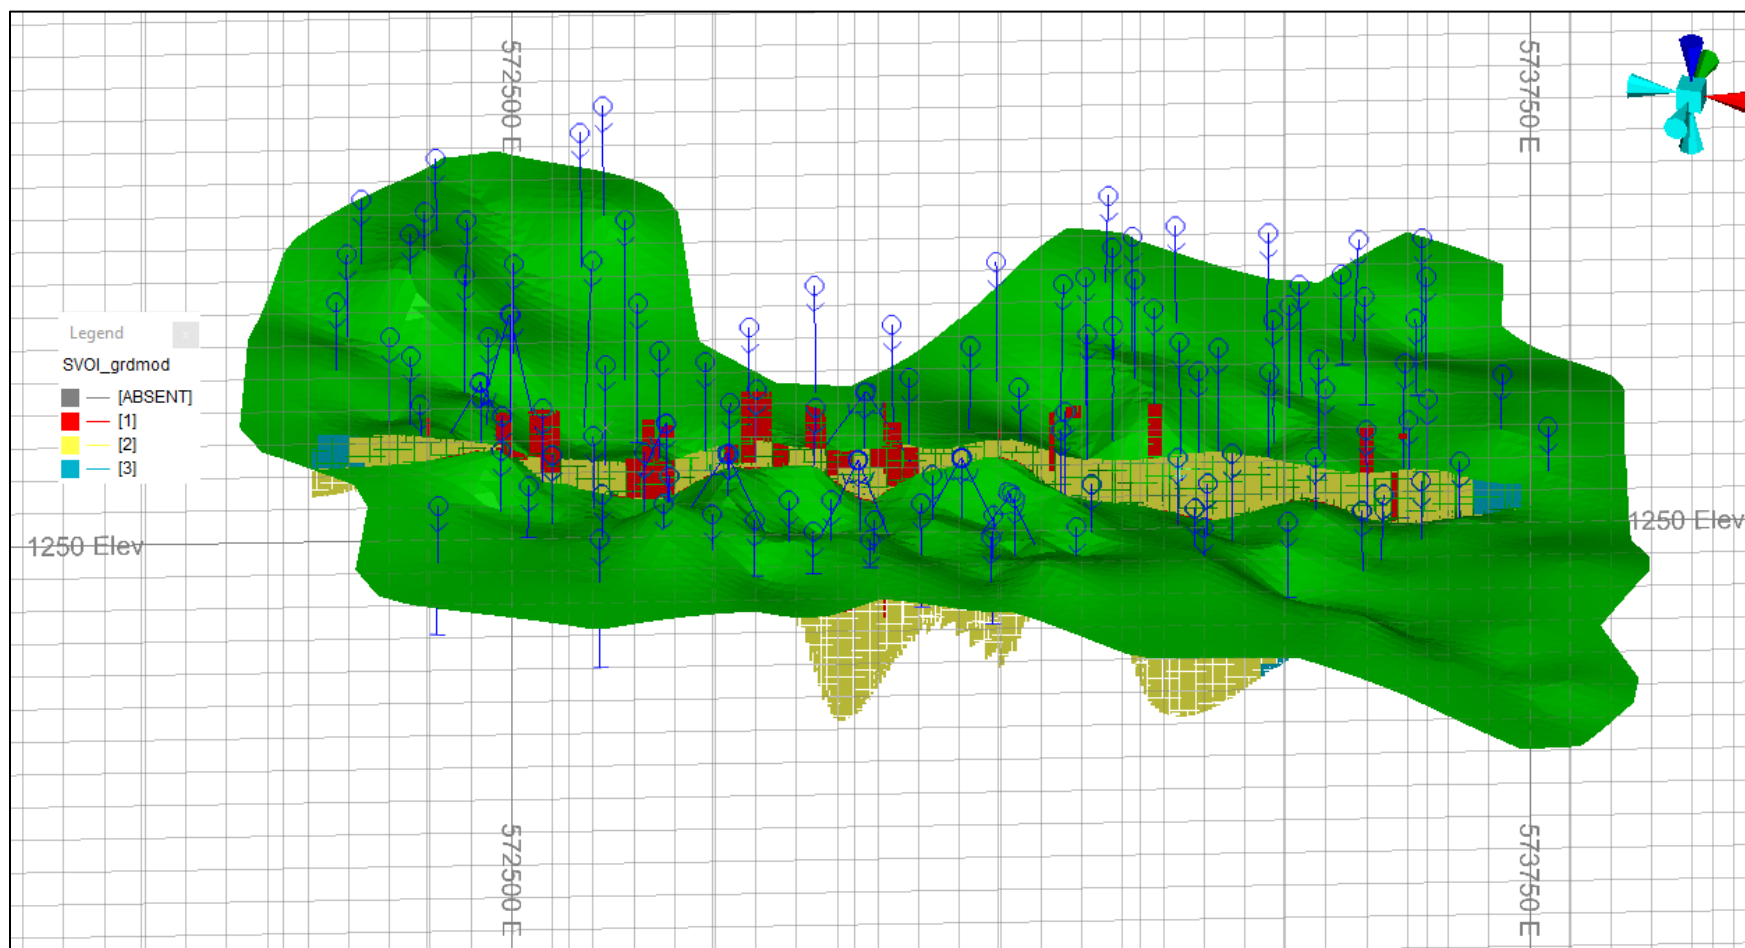 572500 E
573750 E
Legend
x
SVOI_grdmod
[ABSENT]
[1]
[2]
[3]
1250 Elev
1250 Elev
572500 E
573750 E